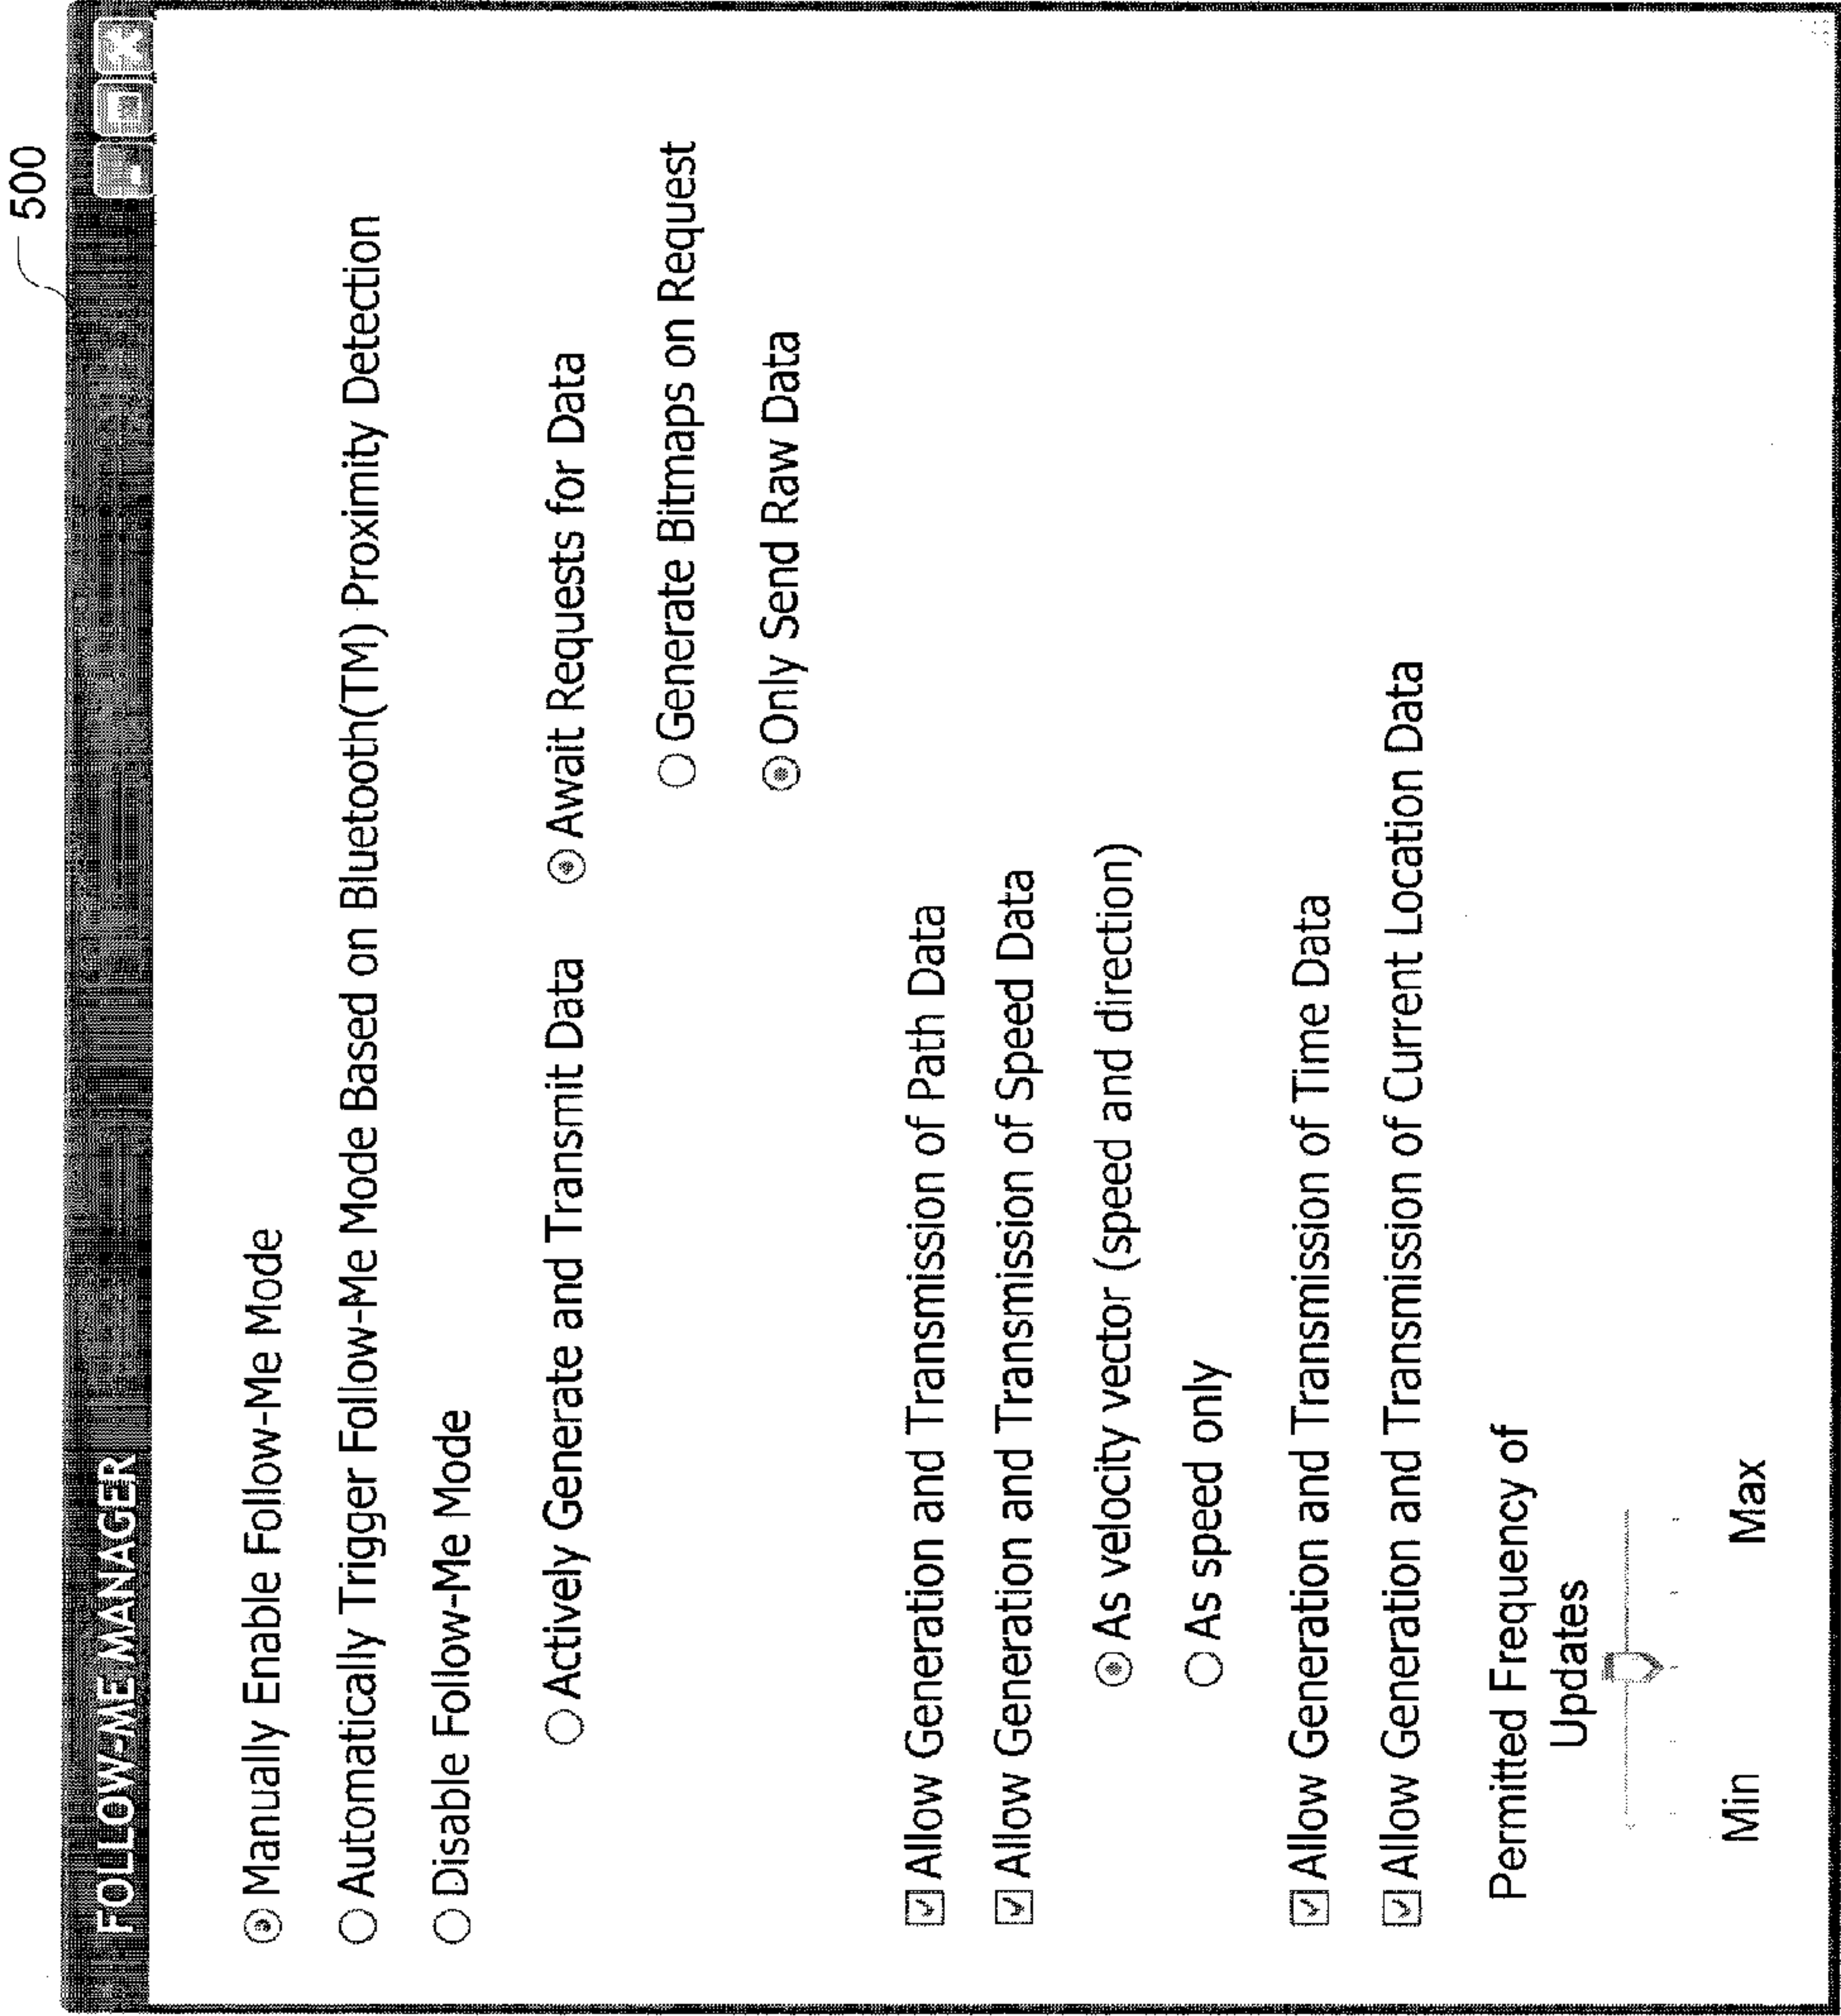 500
FOLLOW-ME MANAGER
Manually Enable Follow-Me Mode
Automatically Trigger Follow-Me Mode Based on Bluetooth(TM) Proximity Detection
Disable Follow-Me Mode
Actively Generate and Transmit Data Await Requests for Data
Generate Bitmaps on Request
Only Send Raw Data
Allow Generation and Transmission of Path Data
Allow Generation and Transmission of Speed Data
As velocity vector (speed and direction)
As speed only
Allow Generation and Transmission of Time Data
Allow Generation and Transmission of Current Location Data
Permitted Frequency of
Updates
Min Max